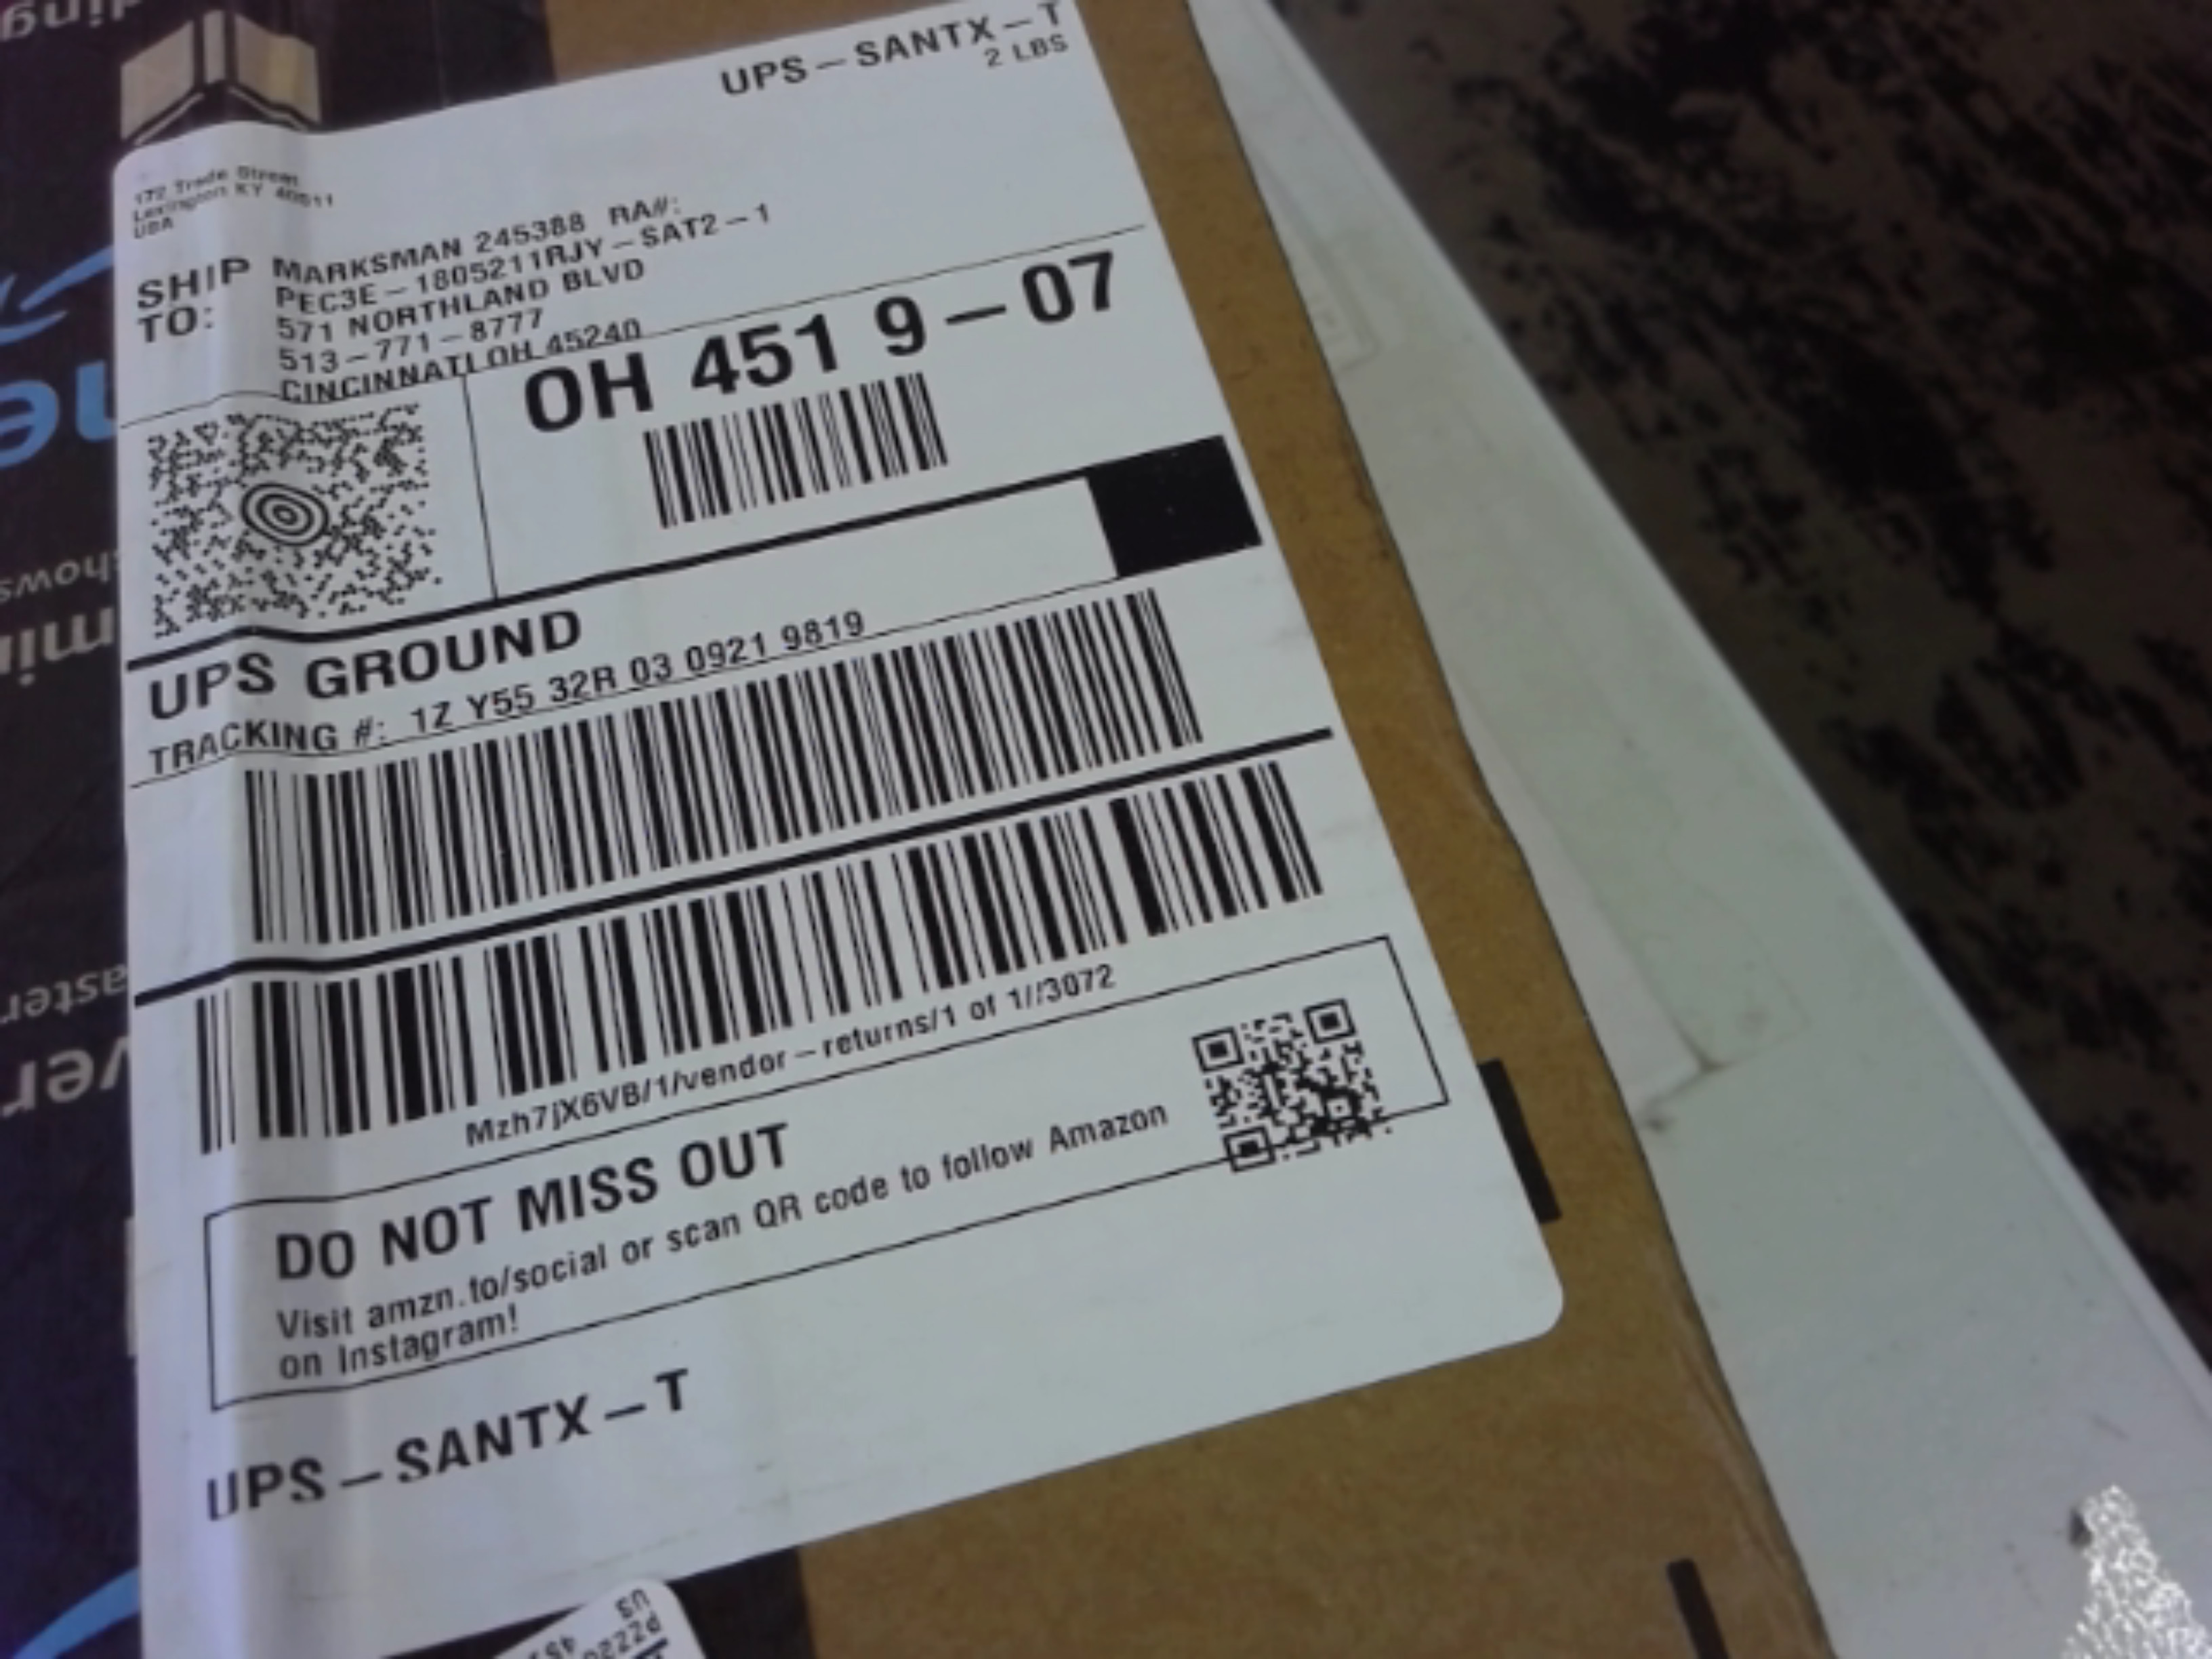 UPS-SANTX-T
2 LBS
172 Trade Street
Lexington KY 40511
USA
SHIP TO:
MARKSMAN 245388 RA#:
PEC3E-1805211RJY-SAT2-1
571 NORTHLAND BLVD
513-771-8777
CINCINNATI OH 45240
OH 451 9-07
UPS GROUND
TRACKING #: 1Z Y55 32R 03 0921 9819
Mzh7jX6VB/1/vendor-returns/1 of 1//3072
DO NOT MISS OUT
Visit amzn.to/social or scan QR code to follow Amazon
on Instagram!
UPS-SANTX-T
US